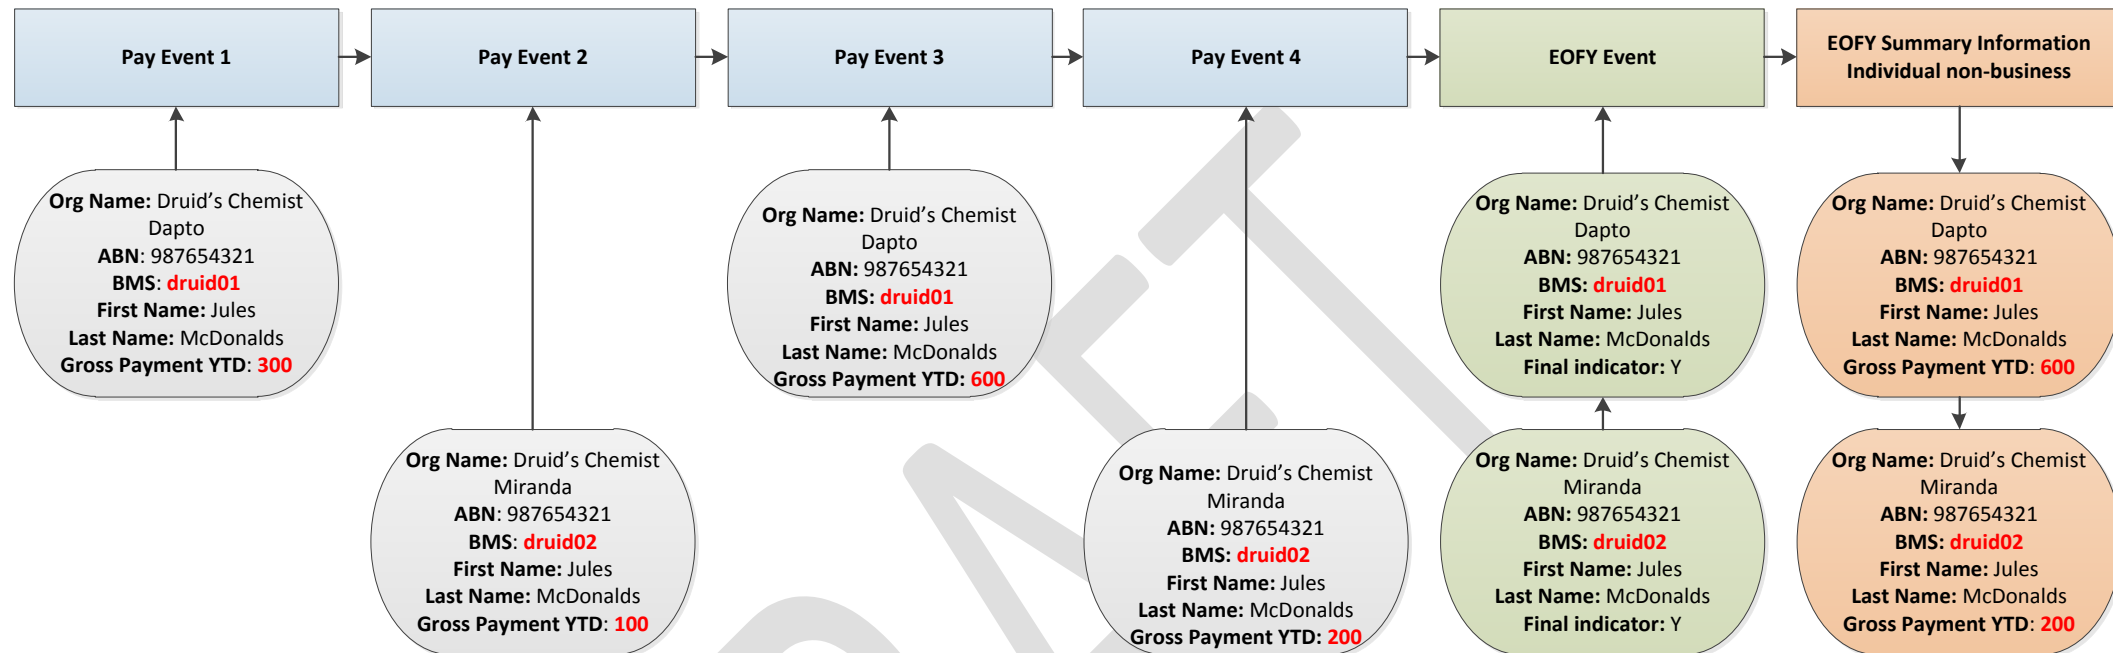 Pay Event 1
Pay Event 2
Pay Event 3
Pay Event 4
EOFY Event
EOFY Summary Information
Individual non-business
Org Name: Druid’s Chemist
Dapto
ABN: 987654321
BMS: druid01
First Name: Jules
Last Name: McDonalds
Gross Payment YTD: 300
Org Name: Druid’s Chemist
Miranda
ABN: 987654321
BMS: druid02
First Name: Jules
Last Name: McDonalds
Gross Payment YTD: 100
Org Name: Druid’s Chemist
Dapto
ABN: 987654321
BMS: druid01
First Name: Jules
Last Name: McDonalds
Gross Payment YTD: 600
Org Name: Druid’s Chemist
Miranda
ABN: 987654321
BMS: druid02
First Name: Jules
Last Name: McDonalds
Gross Payment YTD: 200
Org Name: Druid’s Chemist
Dapto
ABN: 987654321
BMS: druid01
First Name: Jules
Last Name: McDonalds
Final indicator: Y
Org Name: Druid’s Chemist
Miranda
ABN: 987654321
BMS: druid02
First Name: Jules
Last Name: McDonalds
Final indicator: Y
Org Name: Druid’s Chemist
Dapto
ABN: 987654321
BMS: druid01
First Name: Jules
Last Name: McDonalds
Gross Payment YTD: 600
Org Name: Druid’s Chemist
Miranda
ABN: 987654321
BMS: druid02
First Name: Jules
Last Name: McDonalds
Gross Payment YTD: 200